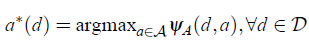 a*(d) = argmax_{a∈𝒜} ψ_A(d, a), ∀d ∈ 𝒟